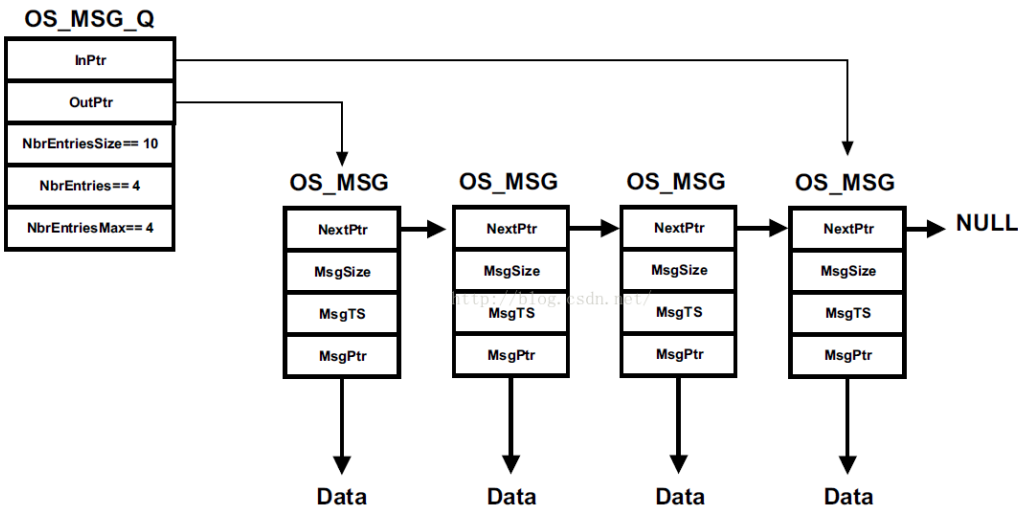 OS_MSG_Q
InPtr
OutPtr
NbrEntriesSize== 10
NbrEntries== 4
NbrEntriesMax== 4
OS_MSG OS_MSG OS_MSG OS_MSG
NextPtr NextPtr NextPtr NextPtr NULL
MsgSize MsgSize MsgSize MsgSize
http://blog.csdn.net/
MsgTS MsgTS MsgTS MsgTS
MsgPtr MsgPtr MsgPtr MsgPtr
Data Data Data Data